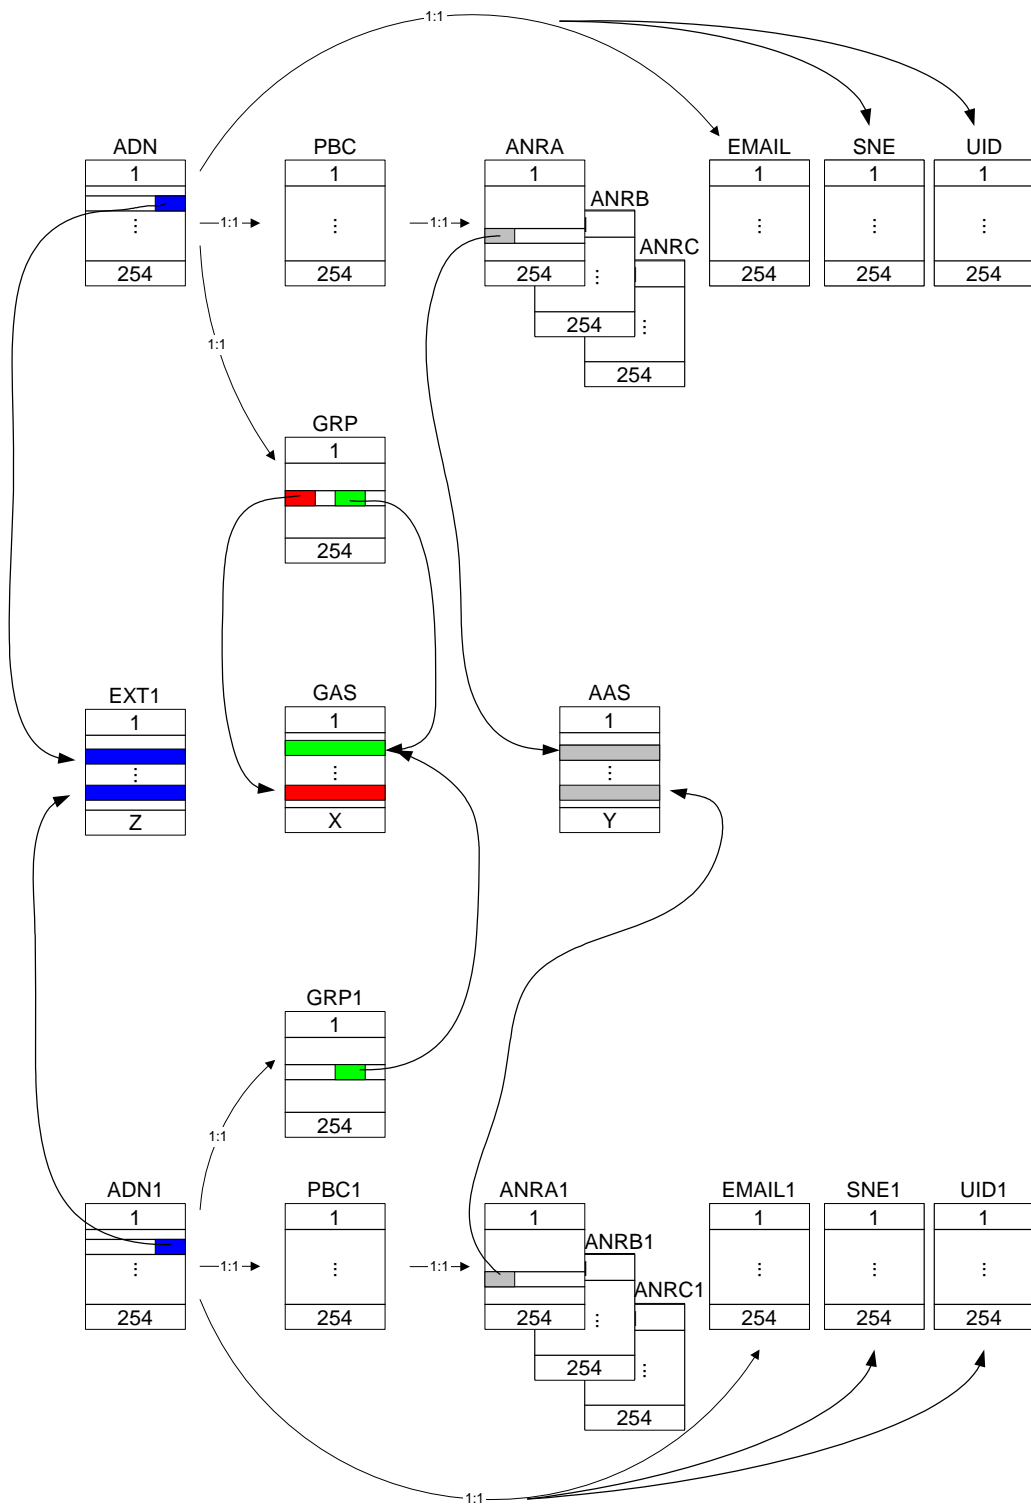 1:1
ADN PBC ANRA EMAIL SNE UID
1 1 1 1 1 1
ANRB
1:1 1:1
⋮ ⋮ ⋮ ⋮ ⋮
ANRC
254 254 254 ⋮ 254 254 254
254 ⋮
1:1
254
GRP
1
254
EXT1 GAS AAS
1 1 1
⋮ ⋮ ⋮
Z X Y
GRP1
1
254
1:1
ADN1 PBC1 ANRA1 EMAIL1 SNE1 UID1
1 1 1 1 1 1
ANRB1
1:1 1:1
⋮ ⋮ ⋮ ⋮ ⋮
ANRC1
254 254 254 ⋮ 254 254 254
254 ⋮
254
1:1